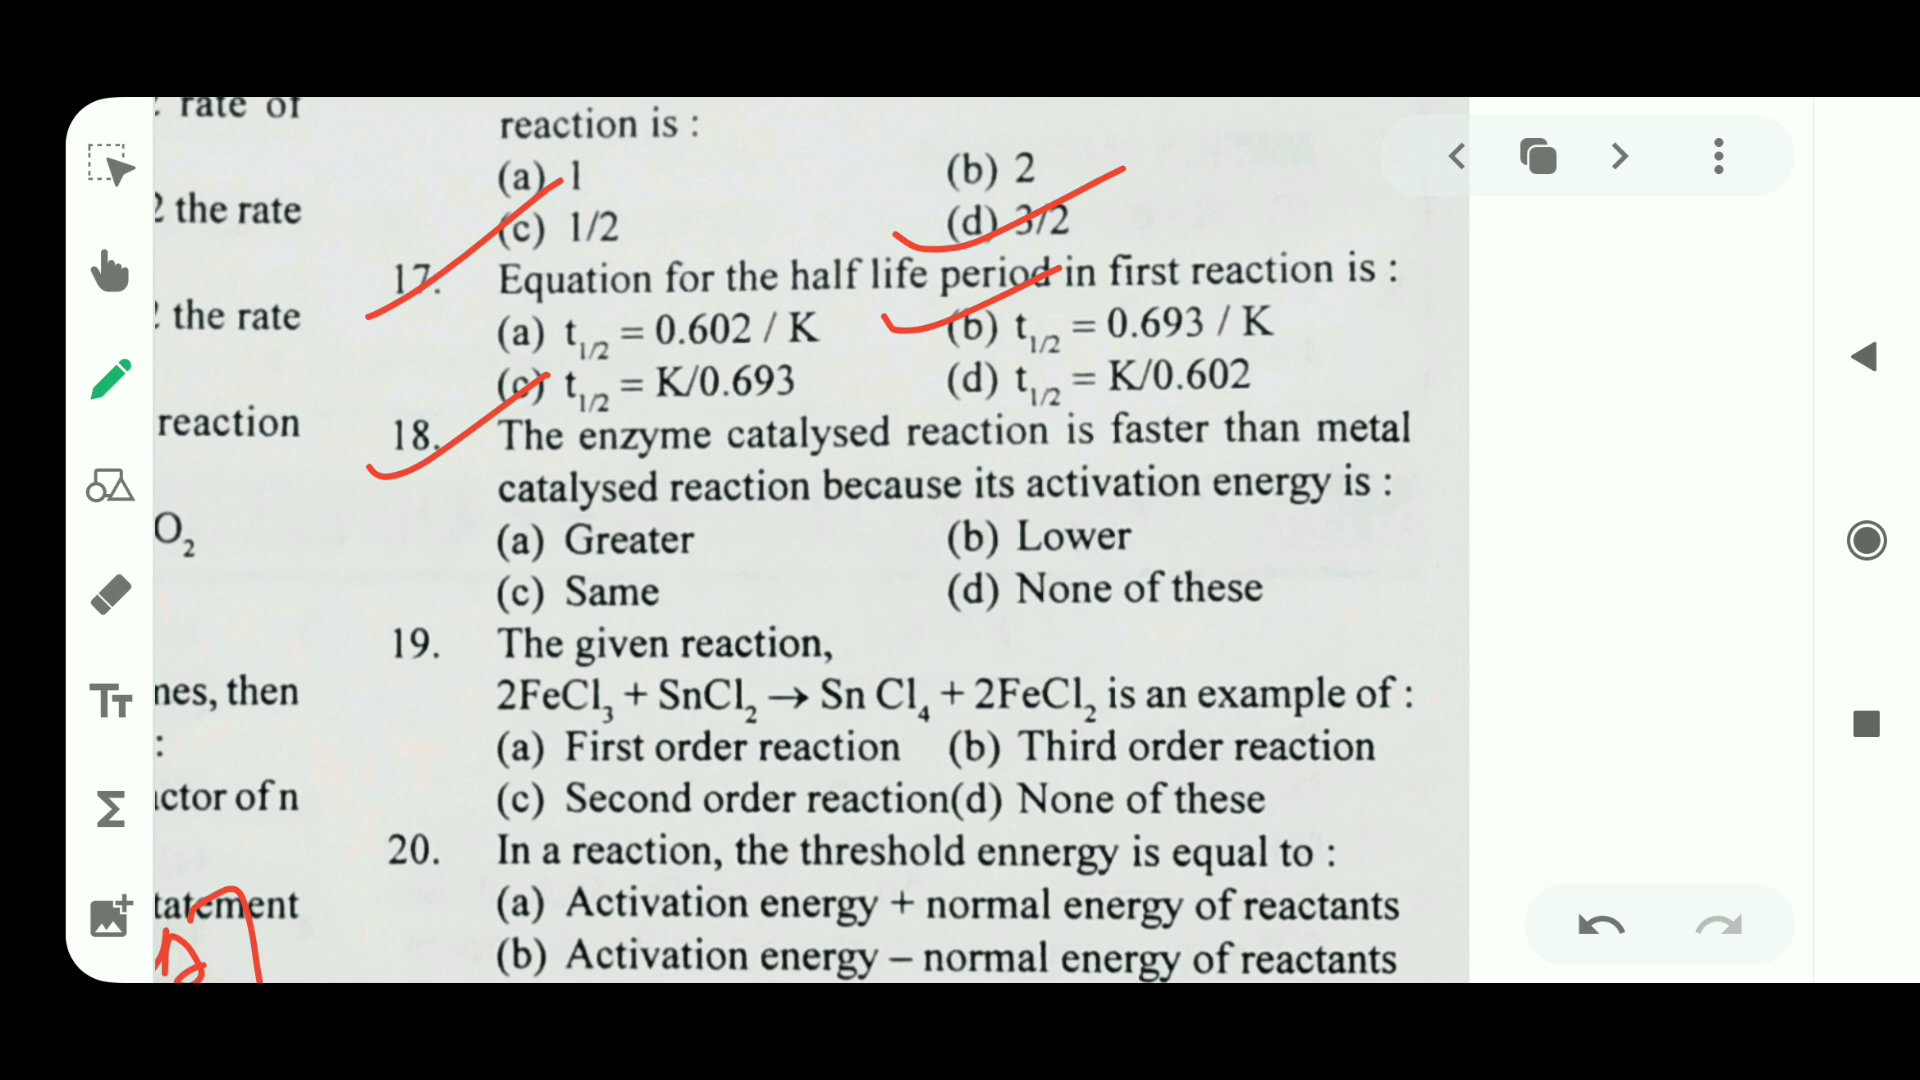 rate of
2 the rate
the rate
reaction
O2
nes, then
:
actor of n
tatement
reaction is :
(a) 1 (b) 2
(c) 1/2 (d) 3/2
17. Equation for the half life period in first reaction is :
(a) t1/2 = 0.602 / K (b) t1/2 = 0.693 / K
(c) t1/2 = K/0.693 (d) t1/2 = K/0.602
18. The enzyme catalysed reaction is faster than metal
catalysed reaction because its activation energy is :
(a) Greater (b) Lower
(c) Same (d) None of these
19. The given reaction,
2FeCl3 + SnCl2 → Sn Cl4 + 2FeCl2 is an example of :
(a) First order reaction (b) Third order reaction
(c) Second order reaction(d) None of these
20. In a reaction, the threshold ennergy is equal to :
(a) Activation energy + normal energy of reactants
(b) Activation energy – normal energy of reactants